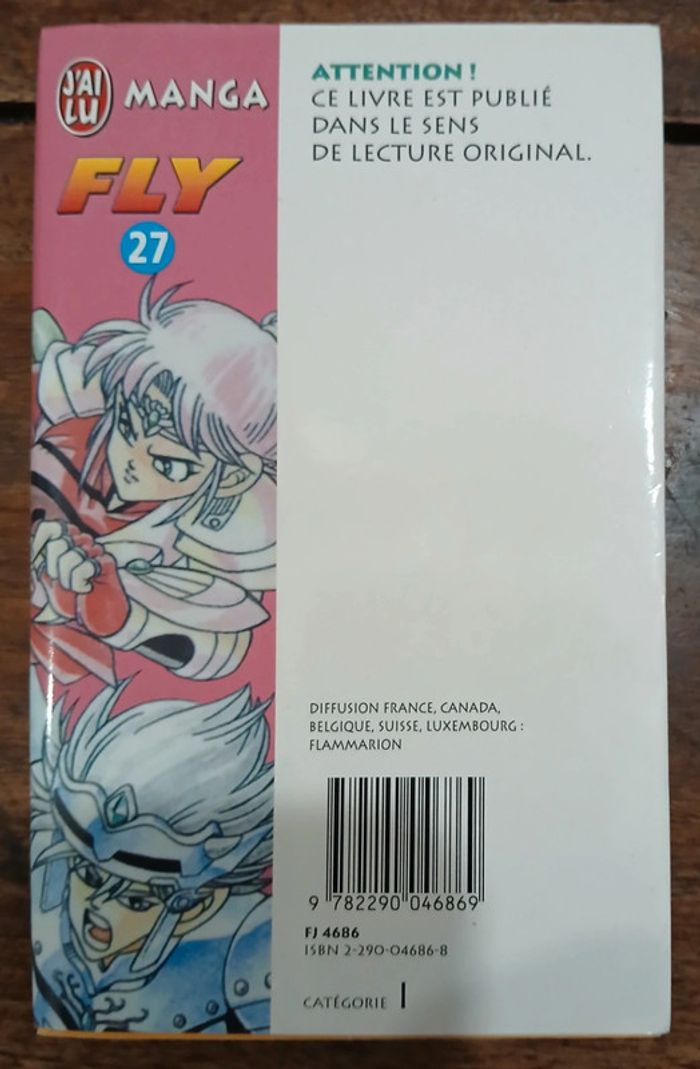 J'AI
LU
MANGA
FLY
27
ATTENTION !
CE LIVRE EST PUBLIÉ
DANS LE SENS
DE LECTURE ORIGINAL.
DIFFUSION FRANCE, CANADA,
BELGIQUE, SUISSE, LUXEMBOURG :
FLAMMARION
9 782290 046869
FJ 4686
ISBN 2-290-04686-8
CATÉGORIE I